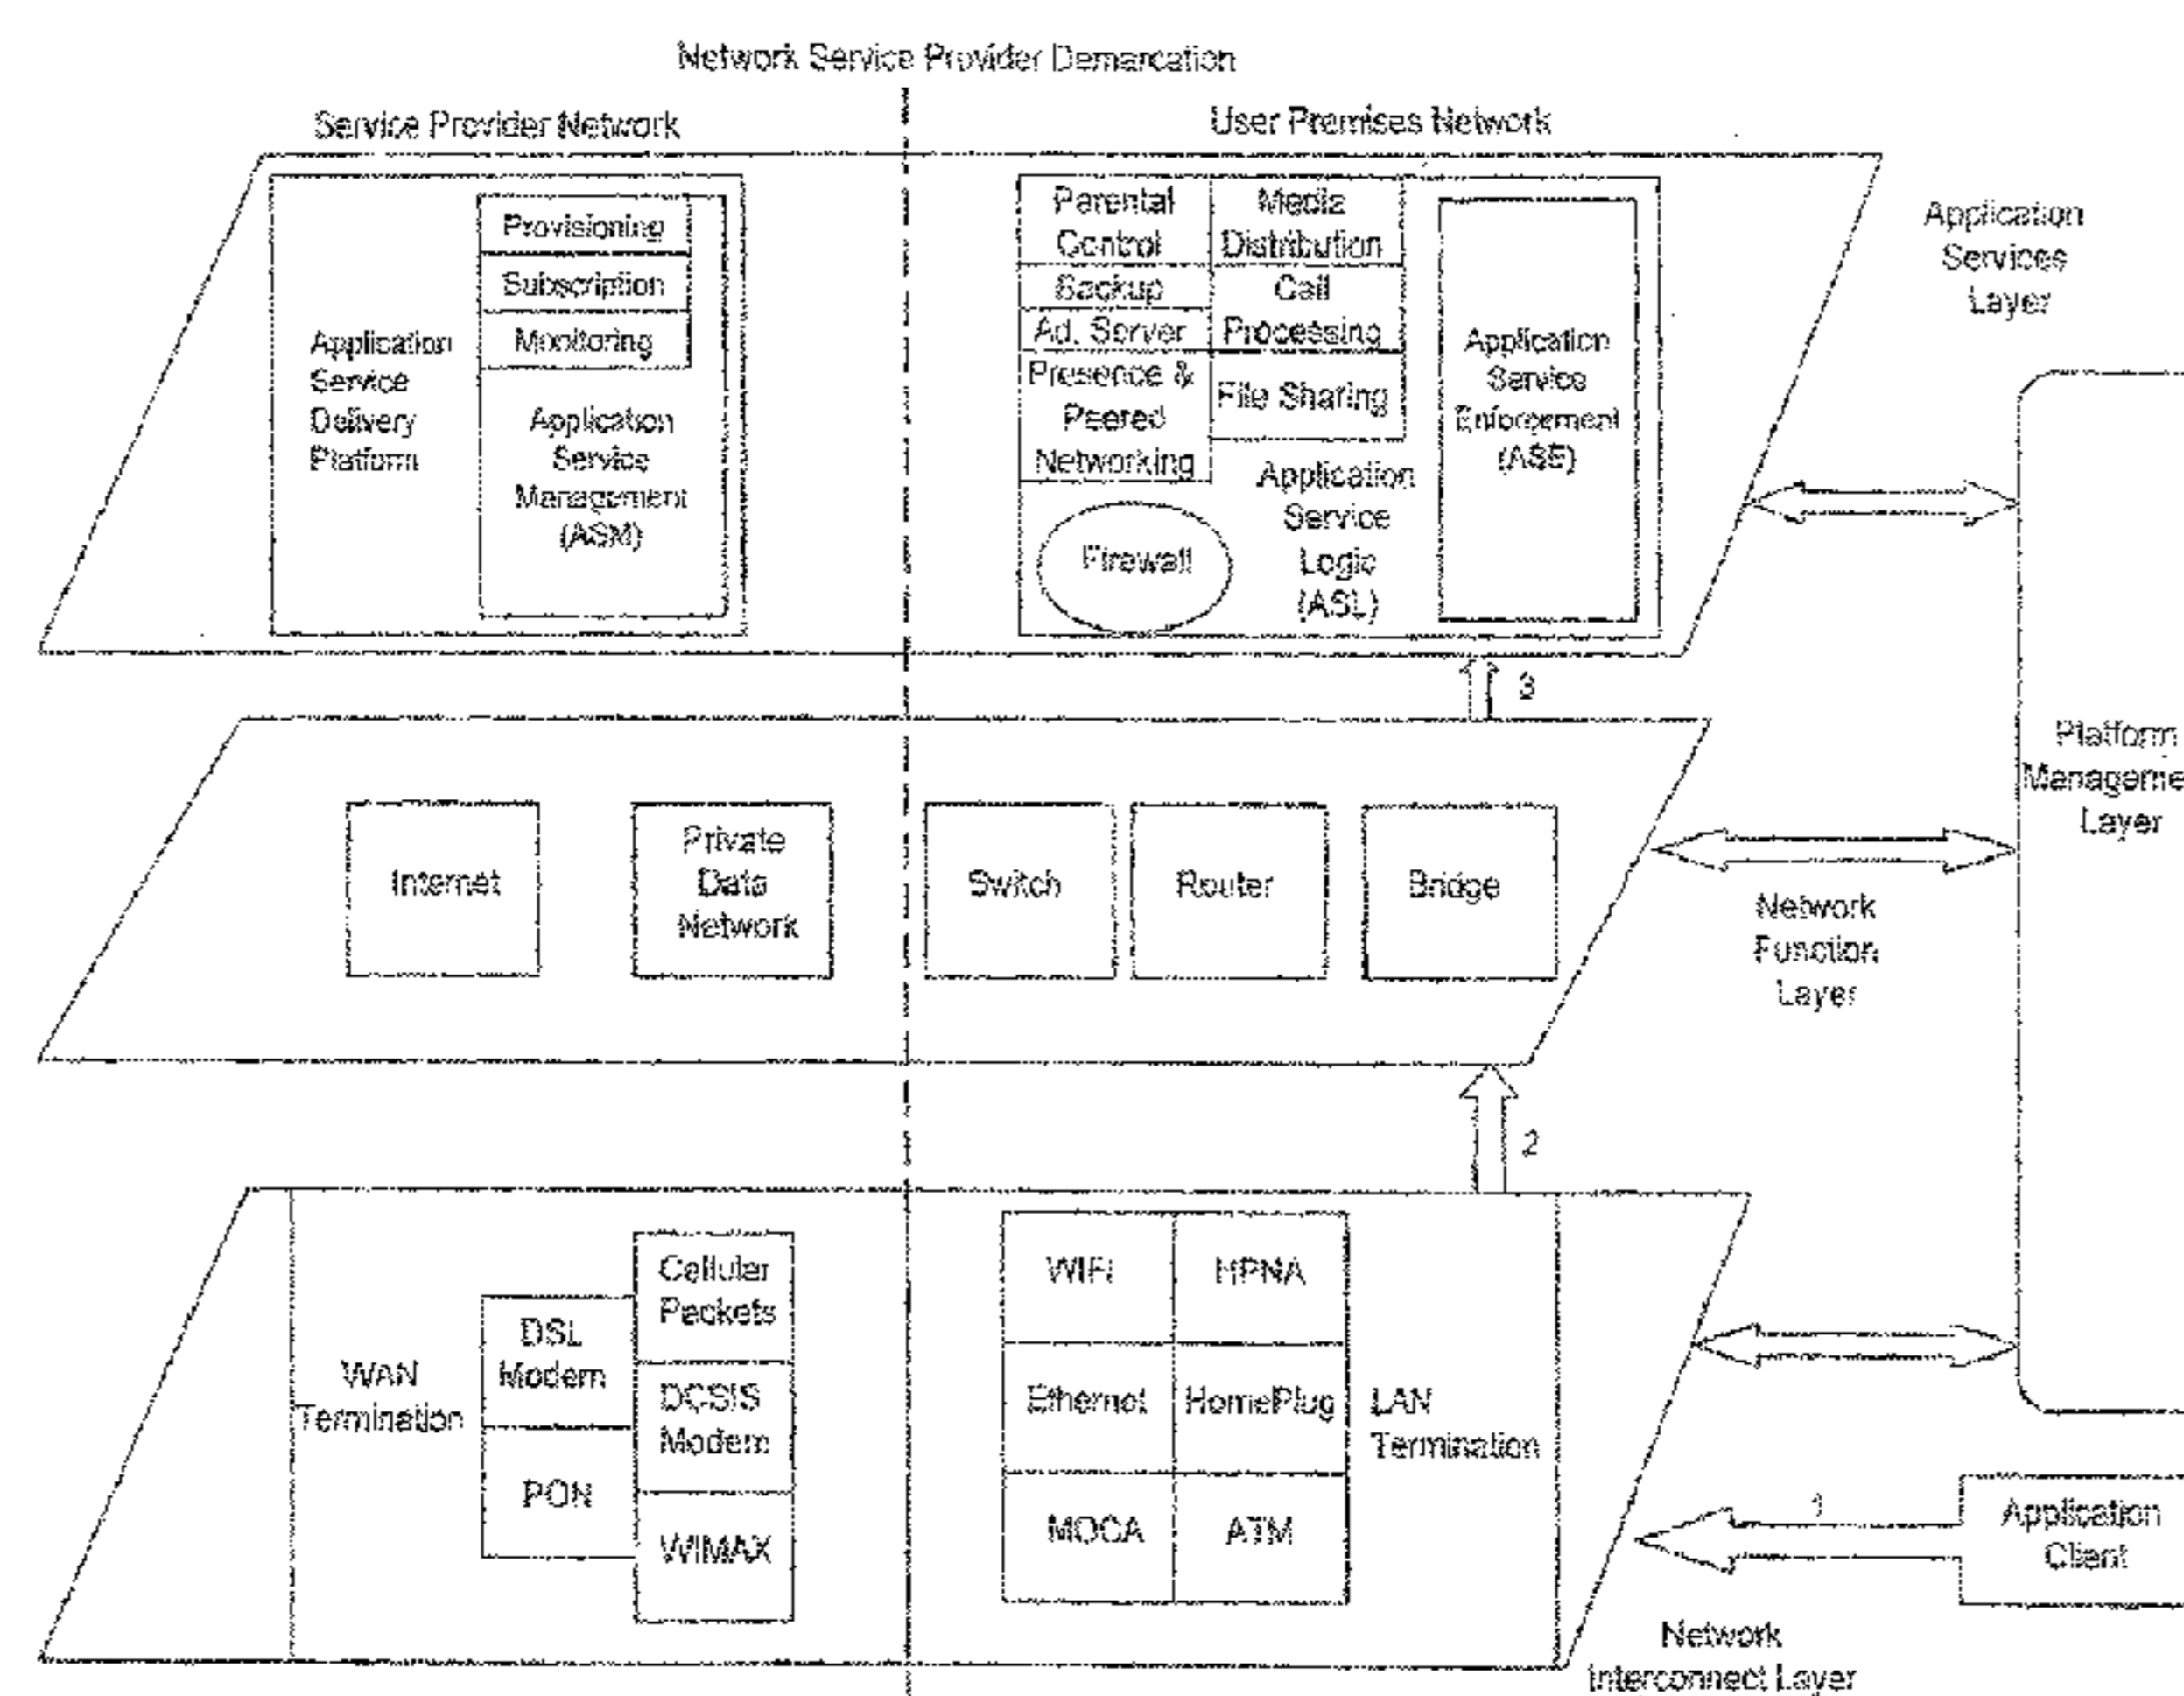 Network Service Provider Demarcation
Service Provider Network
User Premises Network
Provisioning
Subscription
Monitoring
Application
Service
Delivery
Platform
Application
Service
Management
(ASM)
Parental
Control
Media
Distribution
Backup
Call
Processing
Ad. Server
Presence &
Peered
Networking
File Sharing
Application
Service
Logic
(ASL)
Firewall
Application
Service
Enforcement
(ASE)
Application
Services
Layer
3
Internet
Private
Data
Network
Switch
Router
Bridge
Network
Function
Layer
Platform
Manageme
Layer
2
WAN
Termination
DSL
Modem
PON
Cellular
Packets
DCSIS
Modem
WIMAX
WIFI
HPNA
Ethernet
HomePlug
MOCA
ATM
LAN
Termination
1
Application
Client
Network
Interconnect Layer